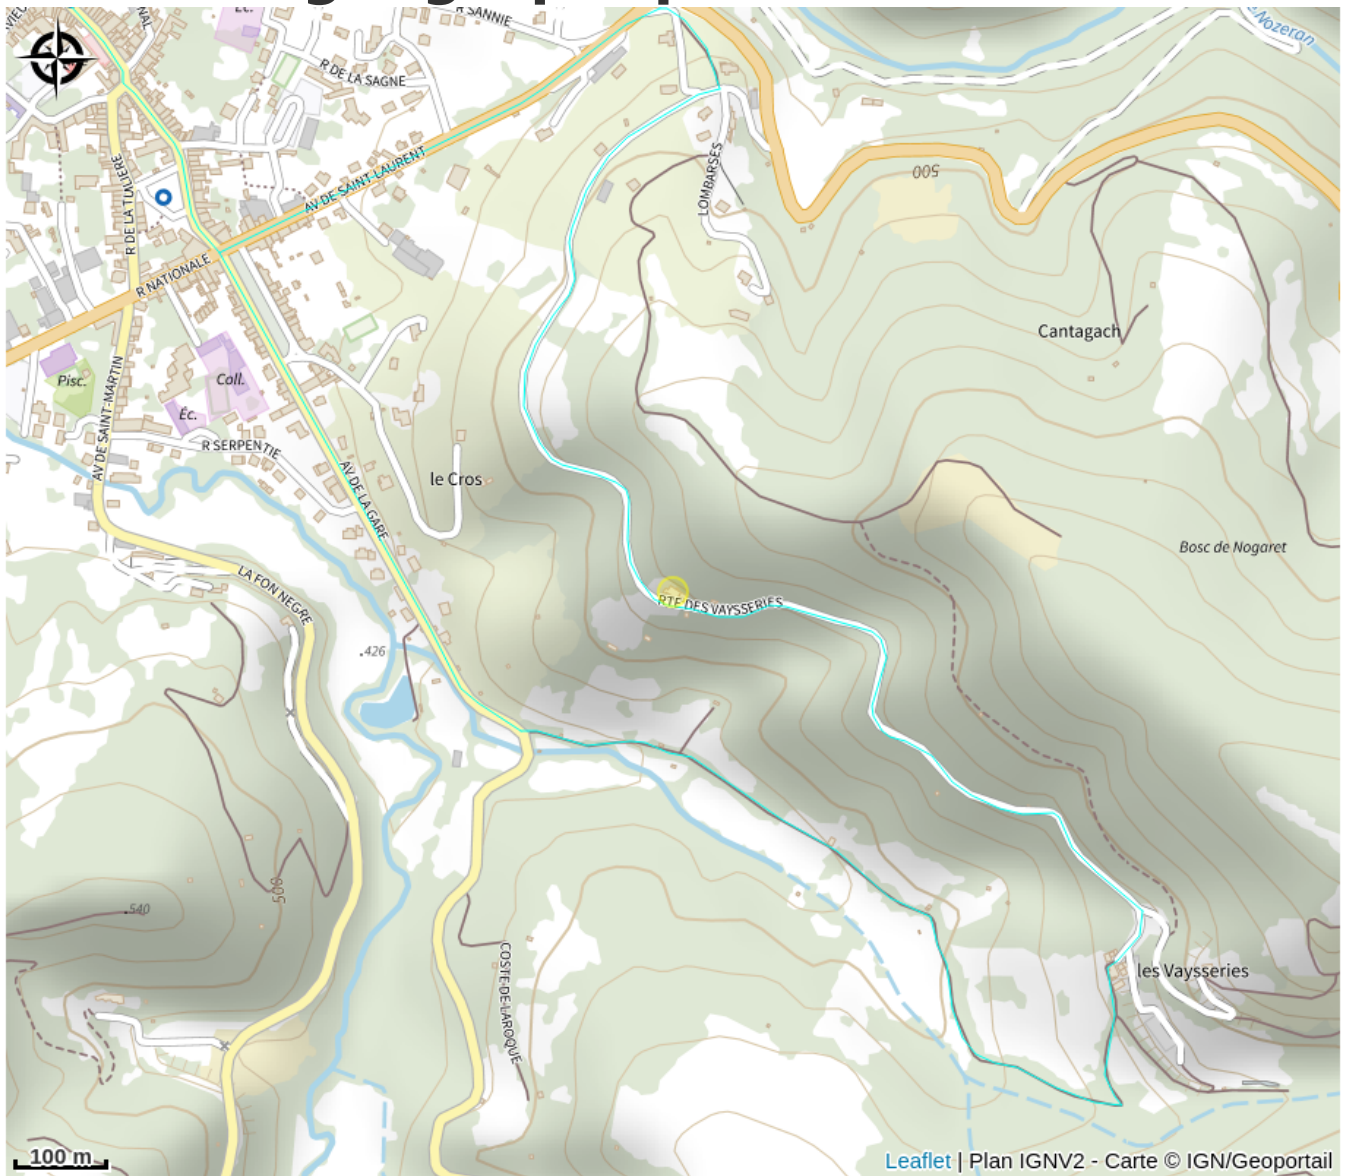 R SANNIE
Nozeran
R DE LA SAGNE
R DE LA TUILIERE
AV DE SAINT-LAURENT
LOMBARSES
500
R NATIONALE
Cantagach
Pisc.
Coll.
Éc.
AV DE SAINT-MARTIN
R SERPENTIE
le Cros
AV DE LA GARE
Bosc de Nogaret
LA FON NEGRE
RTE DES VAYSSERIES
.426
508
.540
COSTE DE LAROQUE
les Vaysseries
100 m
Leaflet | Plan IGNV2 - Carte © IGN/Geoportail